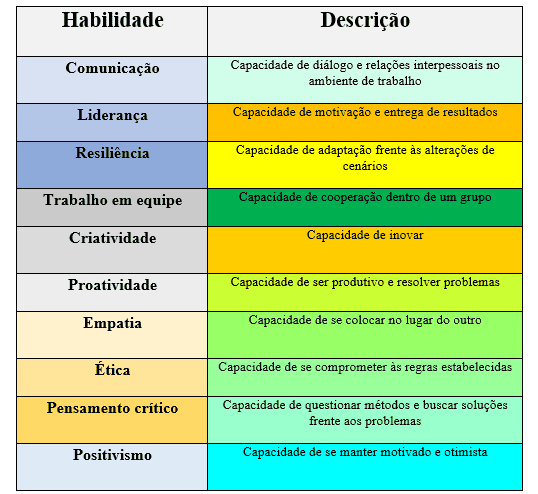 Habilidade
Descrição
Comunicação
Capacidade de diálogo e relações interpessoais no
ambiente de trabalho
Liderança
Capacidade de motivação e entrega de resultados
Resiliência
Capacidade de adaptação frente às alterações de
cenários
Trabalho em equipe
Capacidade de cooperação dentro de um grupo
Criatividade
Capacidade de inovar
Proatividade
Capacidade de ser produtivo e resolver problemas
Empatia
Capacidade de se colocar no lugar do outro
Ética
Capacidade de se comprometer às regras estabelecidas
Pensamento crítico
Capacidade de questionar métodos e buscar soluções
frente aos problemas
Positivismo
Capacidade de se manter motivado e otimista